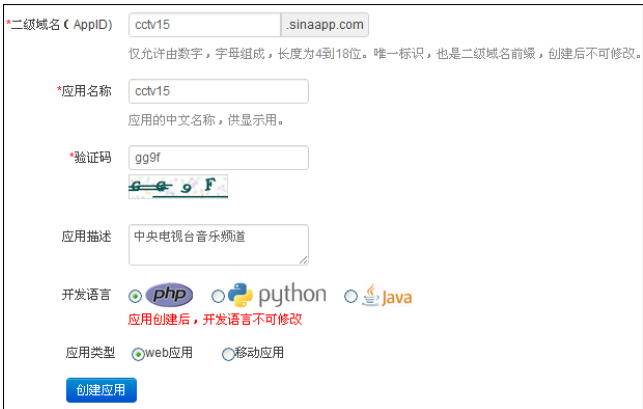 *二级域名（AppID） cctv15 .sinaapp.com
仅允许由数字，字母组成，长度为4到18位。唯一标识，也是二级域名前缀，创建后不可修改。
*应用名称 cctv15
应用的中文名称，供显示用。
*验证码 gg9f
G G 9 F
应用描述 中央电视台音乐频道
开发语言 php python Java
应用创建后，开发语言不可修改
应用类型 web应用 移动应用
创建应用